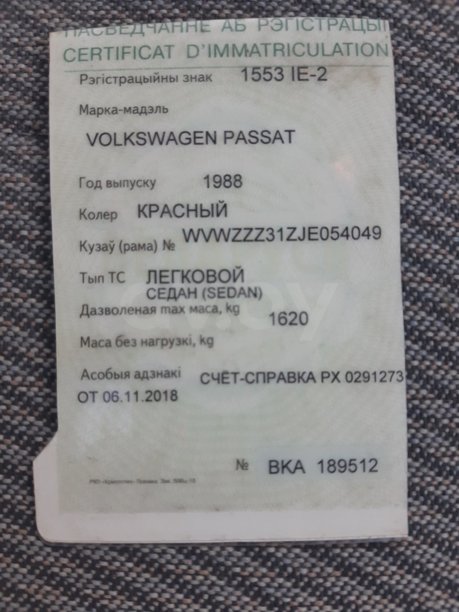 ПАСВЕДЧАННЕ АБ РЭГІСТРАЦЫІ
CERTIFICAT D'IMMATRICULATION
Рэгістрацыйны знак 1553 IE-2
Марка-мадэль
VOLKSWAGEN PASSAT
Год выпуску 1988
Колер КРАСНЫЙ
Кузаў (рама) № WVWZZZ31ZJE054049
Тып ТС ЛЕГКОВОЙ
СЕДАН (SEDAN)
Дазволеная max маса, kg 1620
Маса без нагрузкі, kg
Асобыя адзнакі СЧЁТ-СПРАВКА РХ 0291273
ОТ 06.11.2018
№ BKA 189512